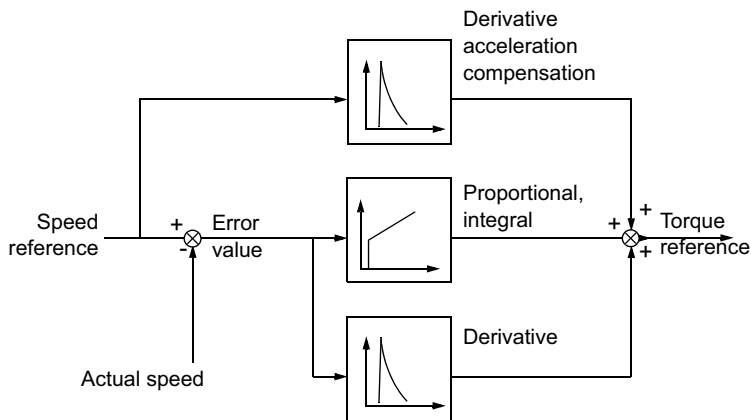 Derivative
acceleration
compensation
Speed
reference
+
-
Error
value
Proportional,
integral
+
+
+
Torque
reference
Derivative
Actual speed